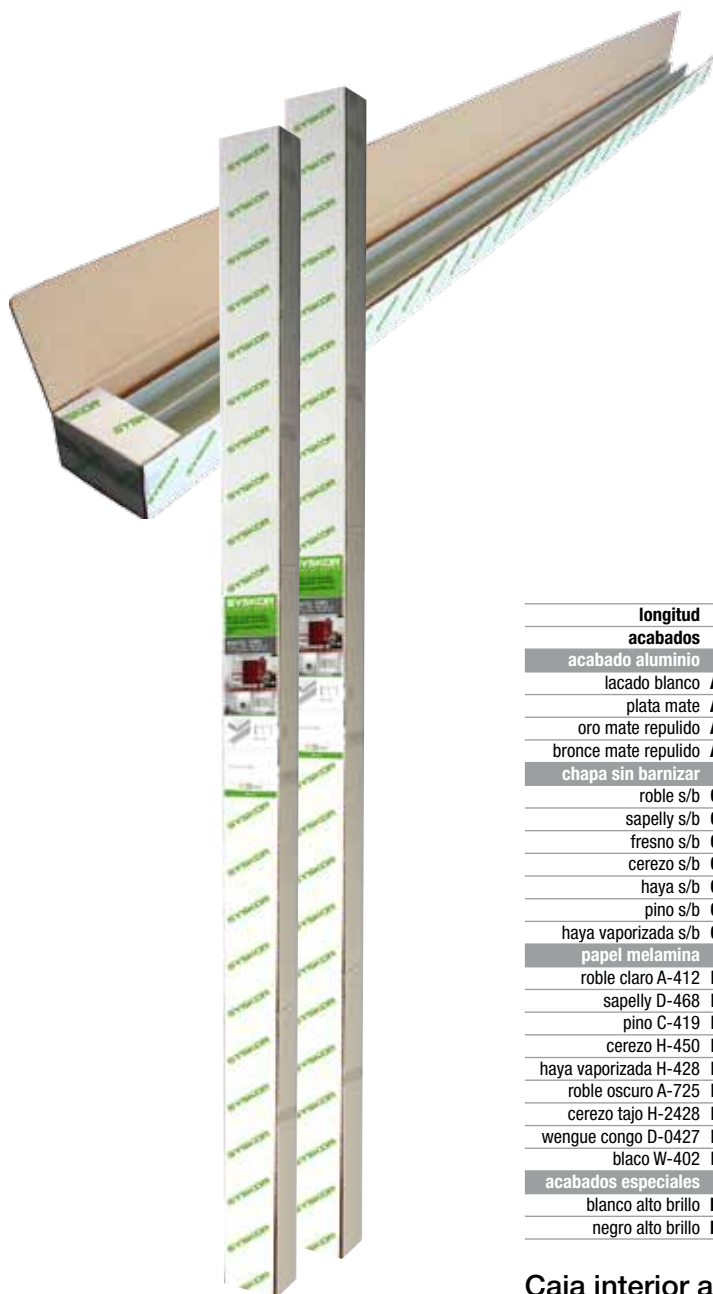 SYSKOR
SYSKOR
longitud
acabados
acabado aluminio
lacado blanco A
plata mate A
oro mate repulido A
bronce mate repulido A
chapa sin barnizar
roble s/b
sapelly s/b
fresno s/b
cerezo s/b
haya s/b
pino s/b
haya vaporizada s/b
papel melamina
roble claro A-412
sapelly D-468
pino C-419
cerezo H-450
haya vaporizada H-428
roble oscuro A-725
cerezo tajo H-2428
wengue congo D-0427
blaco W-402
acabados especiales
blanco alto brillo
negro alto brillo
Caja interior a